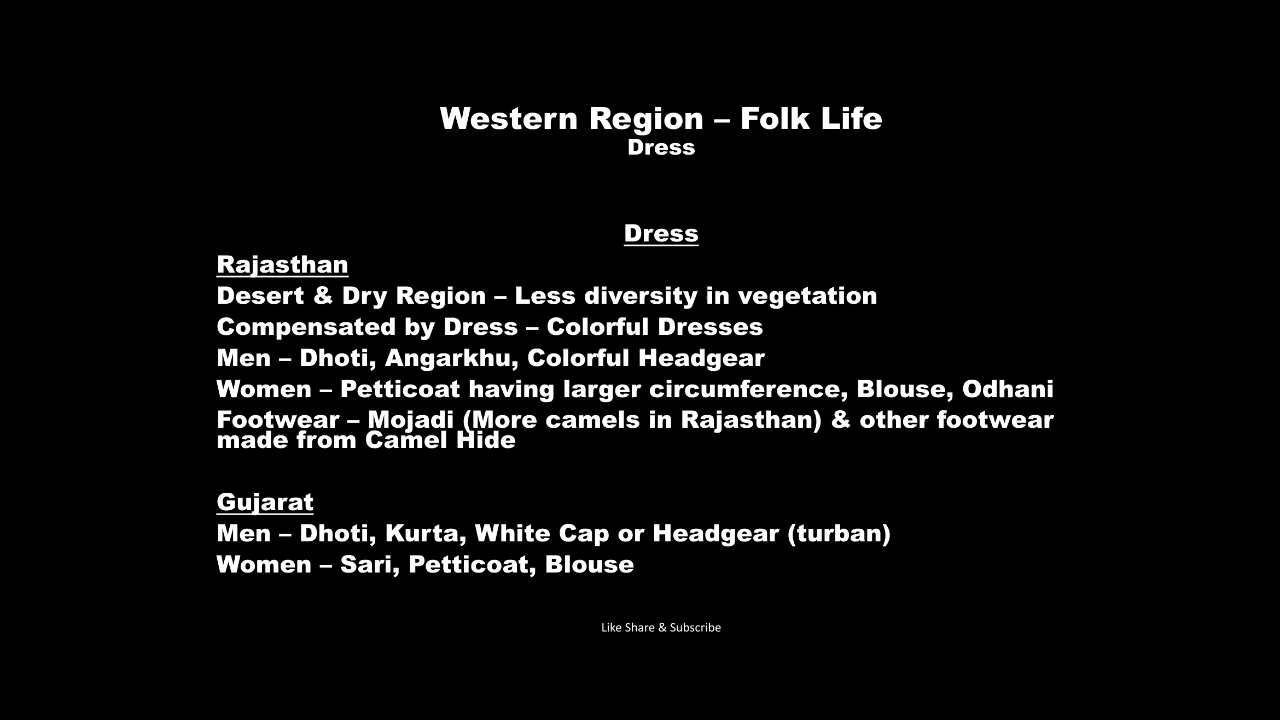 Western Region – Folk Life
Dress
Dress
Rajasthan
Desert & Dry Region – Less diversity in vegetation
Compensated by Dress – Colorful Dresses
Men – Dhoti, Angarkhu, Colorful Headgear
Women – Petticoat having larger circumference, Blouse, Odhani
Footwear – Mojadi (More camels in Rajasthan) & other footwear
made from Camel Hide
Gujarat
Men – Dhoti, Kurta, White Cap or Headgear (turban)
Women – Sari, Petticoat, Blouse
Like Share & Subscribe